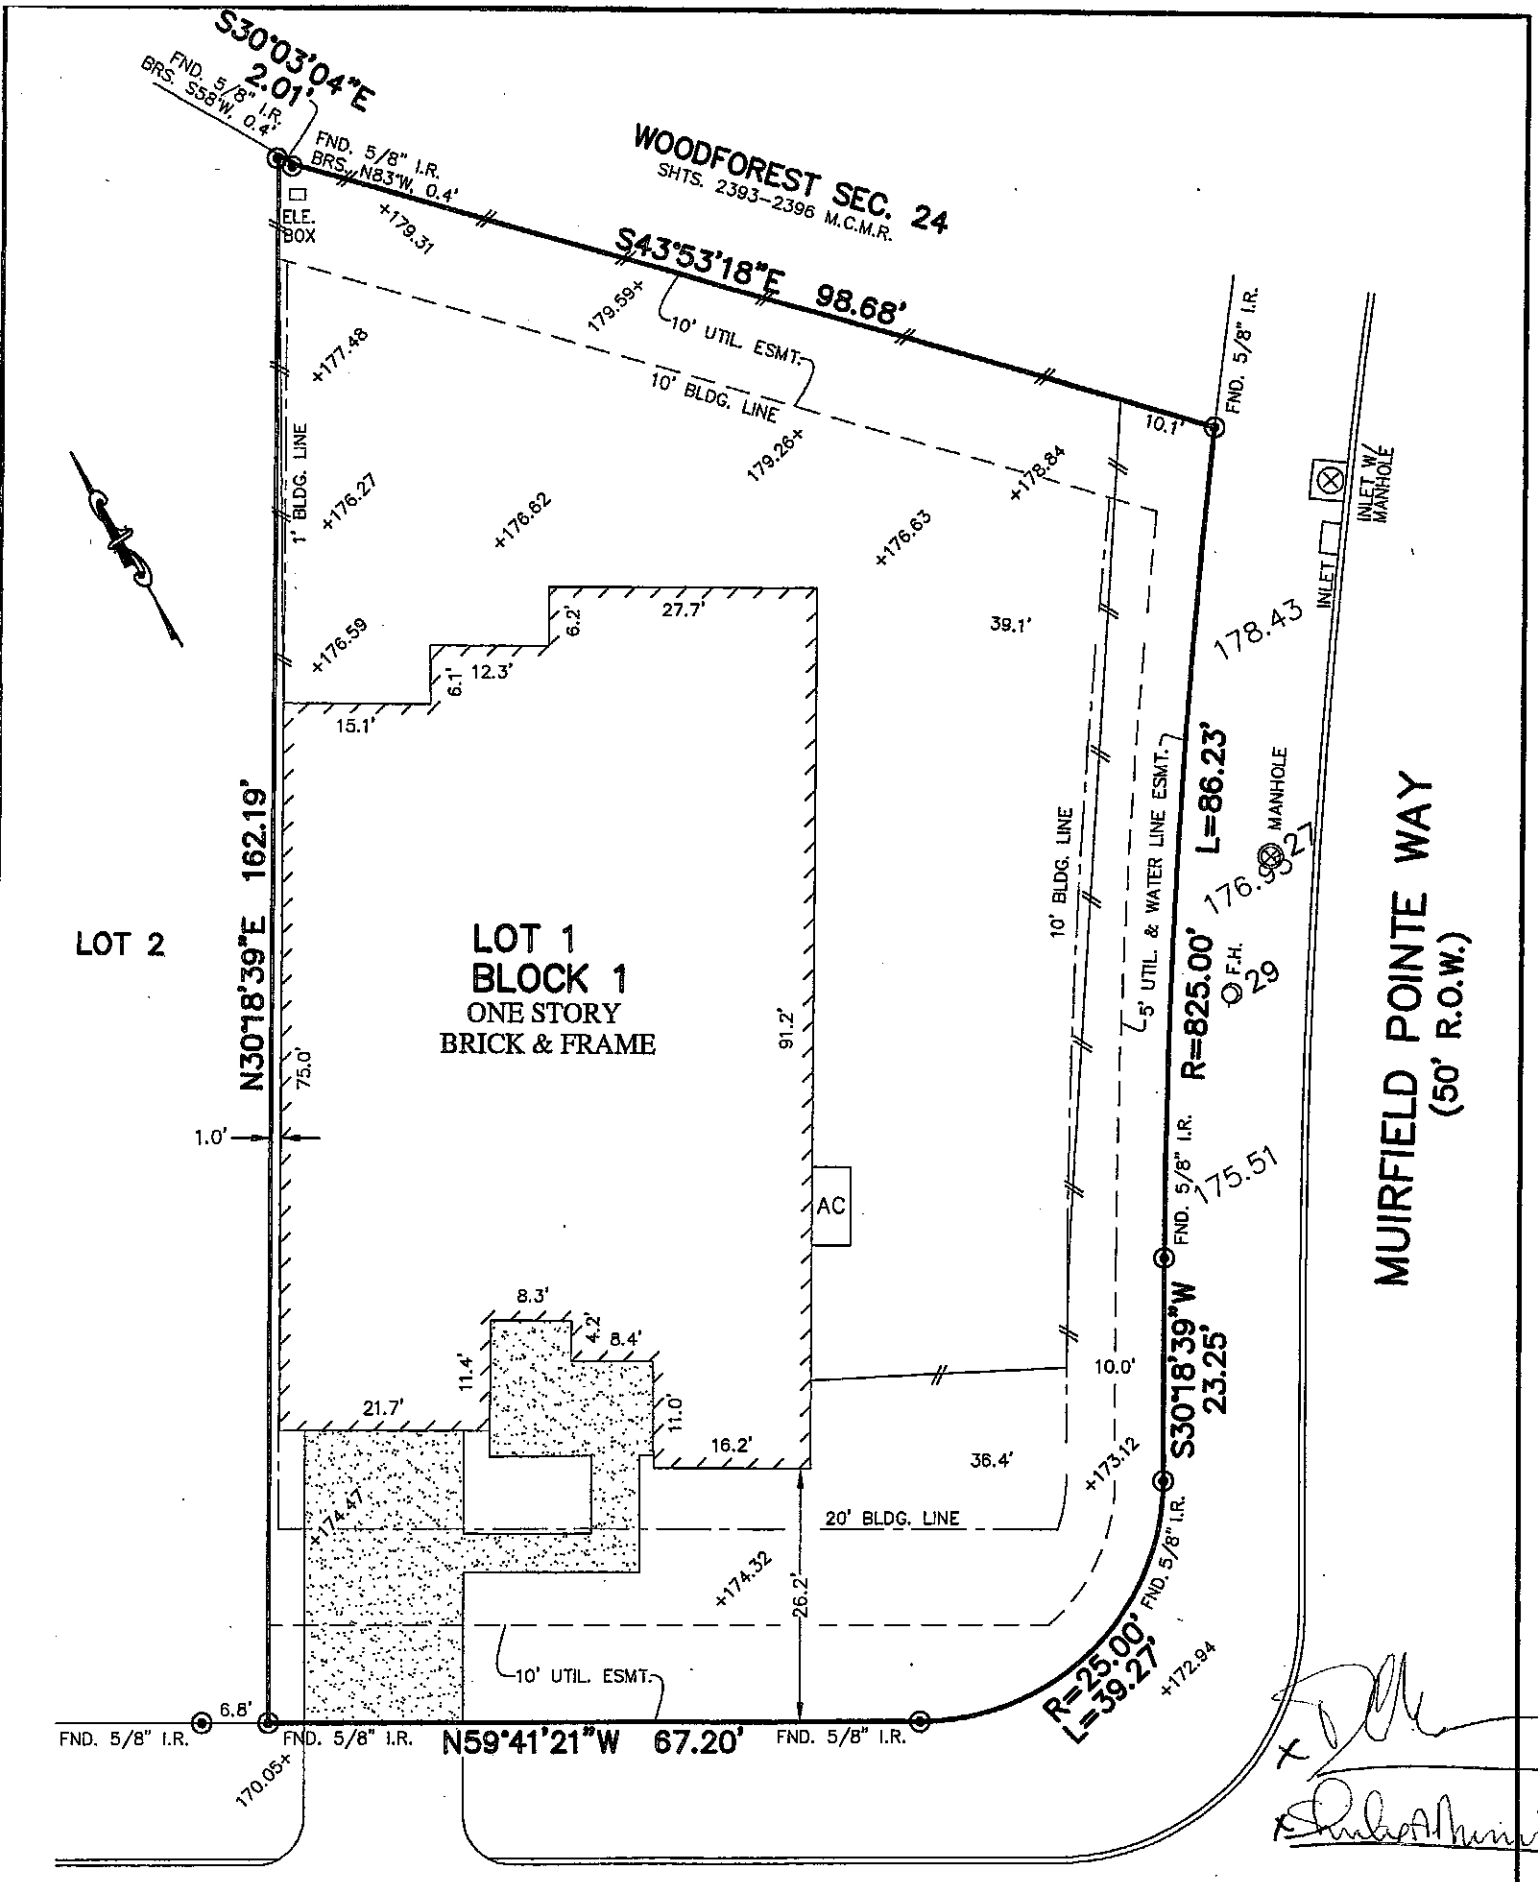 S30°03'04"E
2.01'
FND. 5/8" I.R.
BRS. S58°W, 0.4'
FND. 5/8" I.R.
BRS. N83°W, 0.4'
WOODFOREST SEC. 24
SHTS. 2393-2396 M.C.M.R.
ELE.
BOX
+179.31
S43°53'18"E 98.68'
179.59+
10' UTIL. ESMT.
10' BLDG. LINE
+177.48
FND. 5/8" I.R.
10.1'
1' BLDG. LINE
179.26+
+178.84
INLET W/
MANHOLE
+176.27
+176.62
+176.63
INLET
27.7'
6.2'
39.1'
178.43
+176.59
12.3'
6.1'
15.1'
N30°18'39"E 162.19'
L=86.23'
MANHOLE
5' UTIL. & WATER LINE ESMT.
10' BLDG. LINE
176.95
27
MUIRFIELD POINTE WAY
(50' R.O.W.)
LOT 2
LOT 1
BLOCK 1
ONE STORY
BRICK & FRAME
R=825.00'
F.H.
29
91.2'
75.0'
1.0'
FND. 5/8" I.R.
175.51
AC
8.3'
4.2'
8.4'
11.4'
11.0'
10.0'
S30°18'39"W
23.25'
21.7'
16.2'
36.4'
+173.12
+174.47
20' BLDG. LINE
FND. 5/8" I.R.
+174.32
26.2'
10' UTIL. ESMT.
R=25.00'
L=39.27'
+172.94
6.8'
FND. 5/8" I.R.
FND. 5/8" I.R.
N59°41'21"W 67.20'
FND. 5/8" I.R.
170.05+
x
x